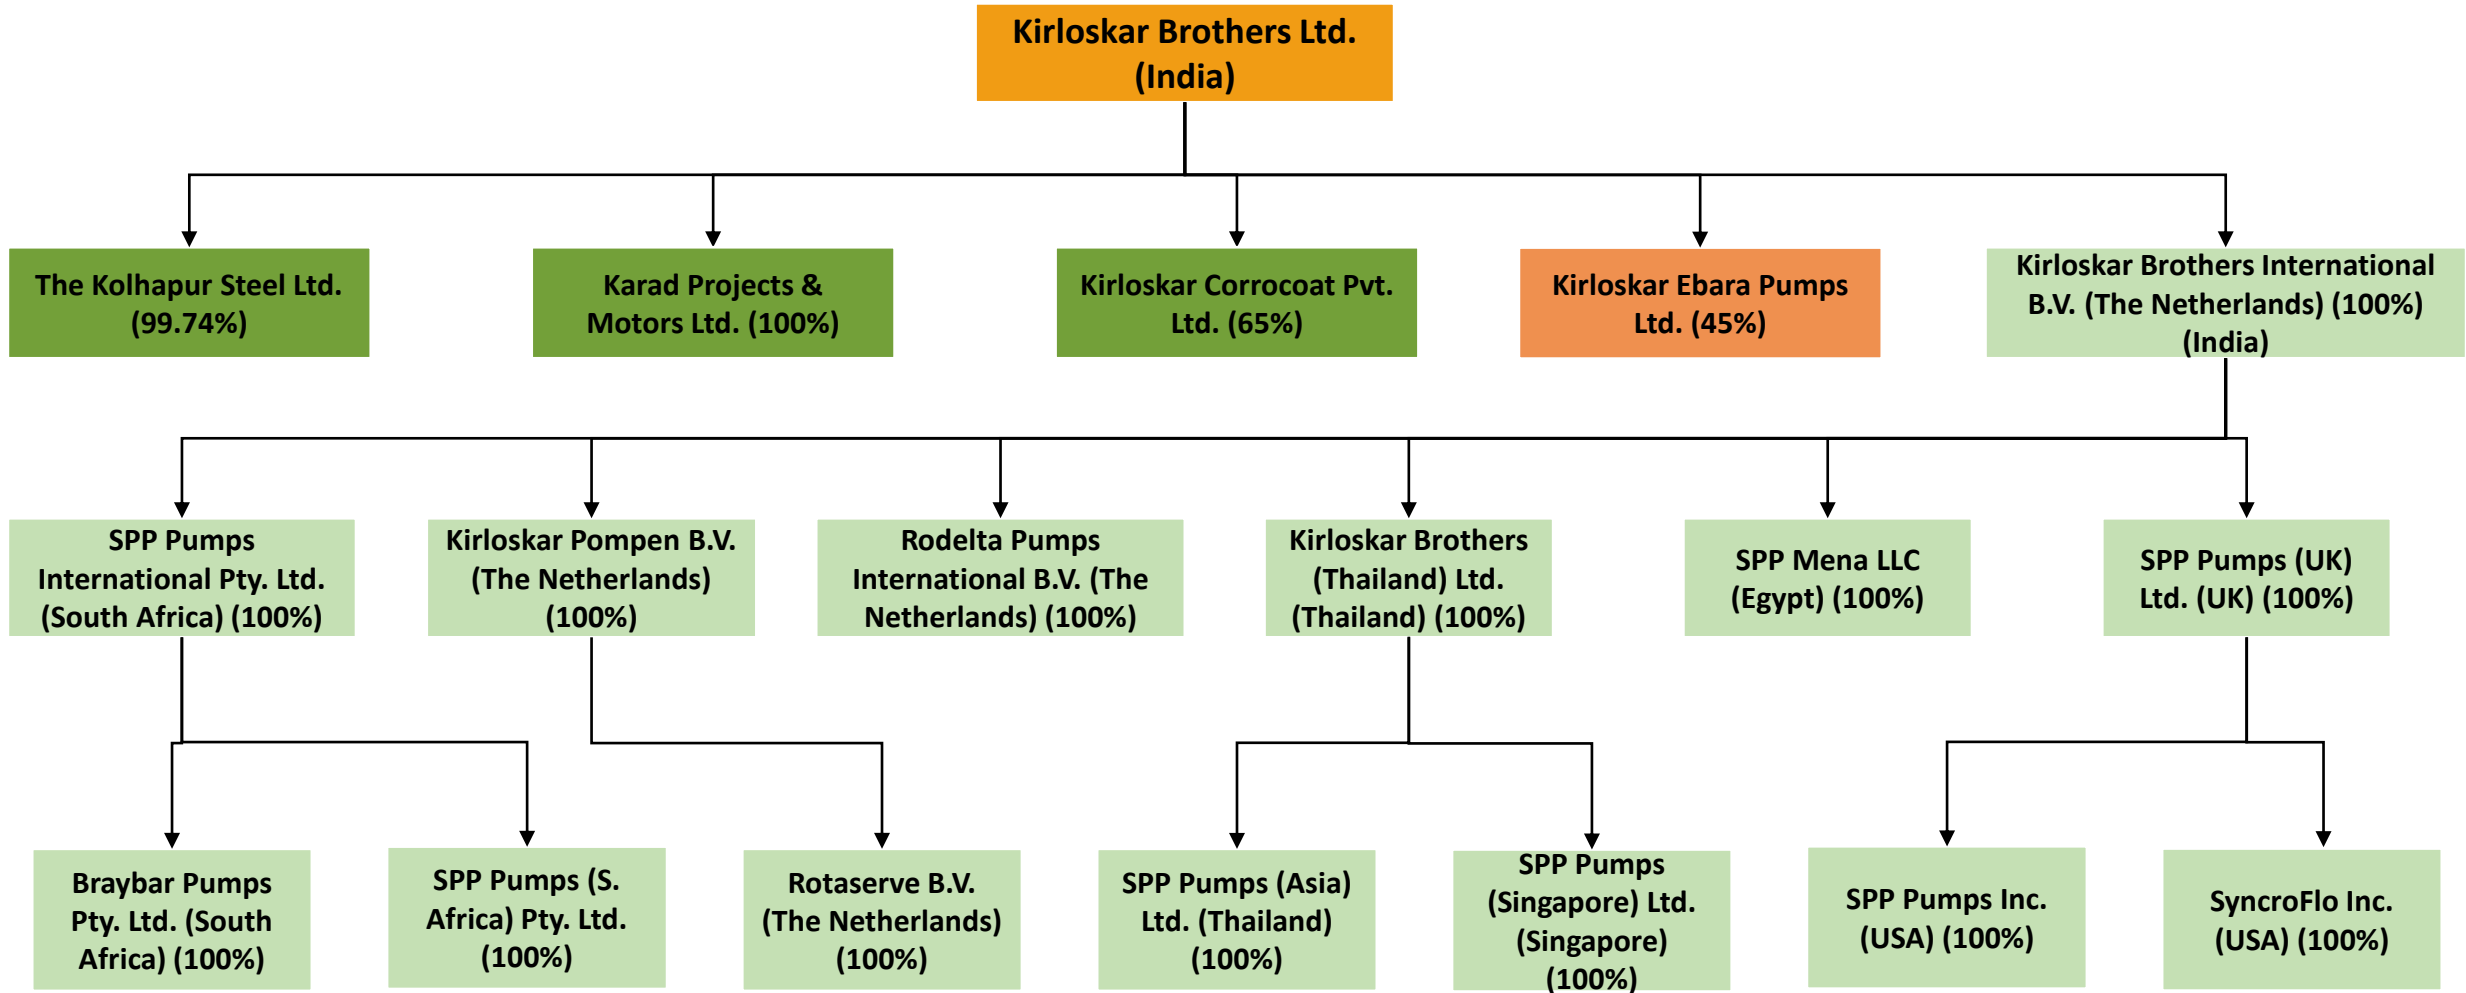 Kirloskar Brothers Ltd.
(India)
The Kolhapur Steel Ltd.
(99.74%)
Karad Projects &
Motors Ltd. (100%)
Kirloskar Corrocoat Pvt.
Ltd. (65%)
Kirloskar Ebara Pumps
Ltd. (45%)
Kirloskar Brothers International
B.V. (The Netherlands) (100%)
(India)
SPP Pumps
International Pty. Ltd.
(South Africa) (100%)
Kirloskar Pompen B.V.
(The Netherlands)
(100%)
Rodelta Pumps
International B.V. (The
Netherlands) (100%)
Kirloskar Brothers
(Thailand) Ltd.
(Thailand) (100%)
SPP Mena LLC
(Egypt) (100%)
SPP Pumps (UK)
Ltd. (UK) (100%)
Braybar Pumps
Pty. Ltd. (South
Africa) (100%)
SPP Pumps (S.
Africa) Pty. Ltd.
(100%)
Rotaserve B.V.
(The Netherlands)
(100%)
SPP Pumps (Asia)
Ltd. (Thailand)
(100%)
SPP Pumps
(Singapore) Ltd.
(Singapore)
(100%)
SPP Pumps Inc.
(USA) (100%)
SyncroFlo Inc.
(USA) (100%)